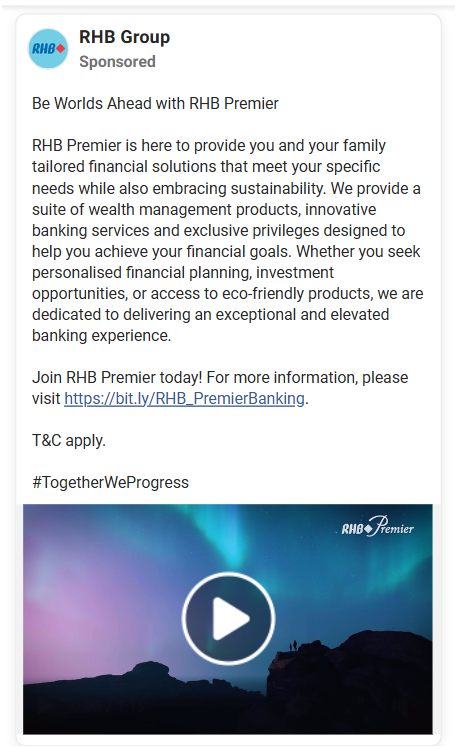 RHB
RHB Group
Sponsored
Be Worlds Ahead with RHB Premier
RHB Premier is here to provide you and your family
tailored financial solutions that meet your specific
needs while also embracing sustainability. We provide a
suite of wealth management products, innovative
banking services and exclusive privileges designed to
help you achieve your financial goals. Whether you seek
personalised financial planning, investment
opportunities, or access to eco-friendly products, we are
dedicated to delivering an exceptional and elevated
banking experience.
Join RHB Premier today! For more information, please
visit https://bit.ly/RHB_PremierBanking.
T&C apply.
#TogetherWeProgress
RHB Premier